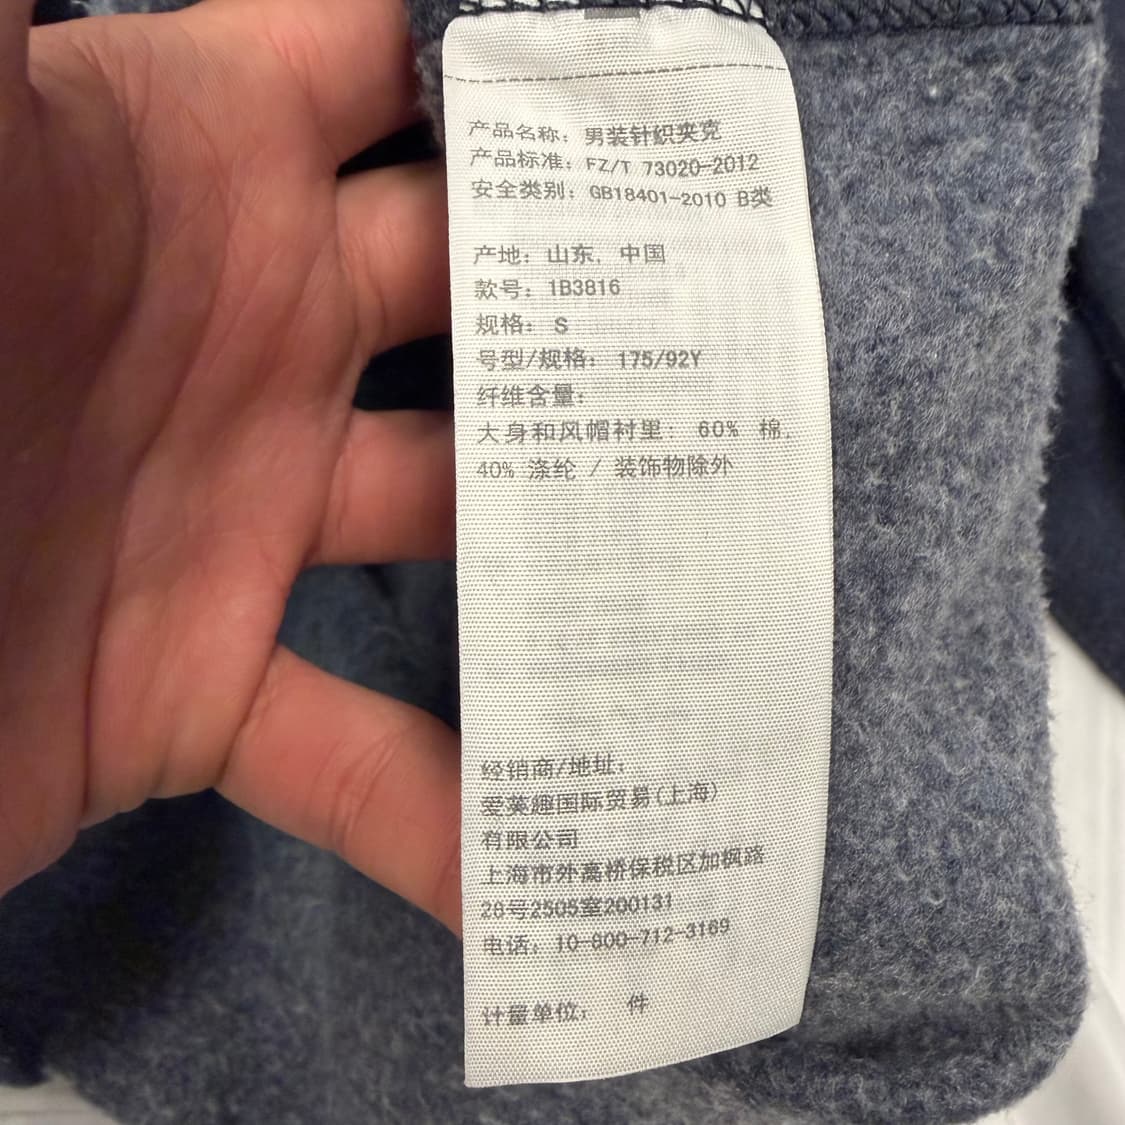 产品名称: 男装针织夹克
产品标准: FZ/T 73020-2012
安全类别: GB18401-2010 B类
产地: 山东, 中国
款号: 1B3816
规格: S
号型/规格: 175/92Y
纤维含量:
大身和风帽衬里: 60% 棉,
40% 涤纶 / 装饰物除外
经销商/地址:
爱芙趣国际贸易(上海)
有限公司
上海市外高桥保税区加枫路
28号2505室200131
电话: 10-800-712-3169
计量单位: 件